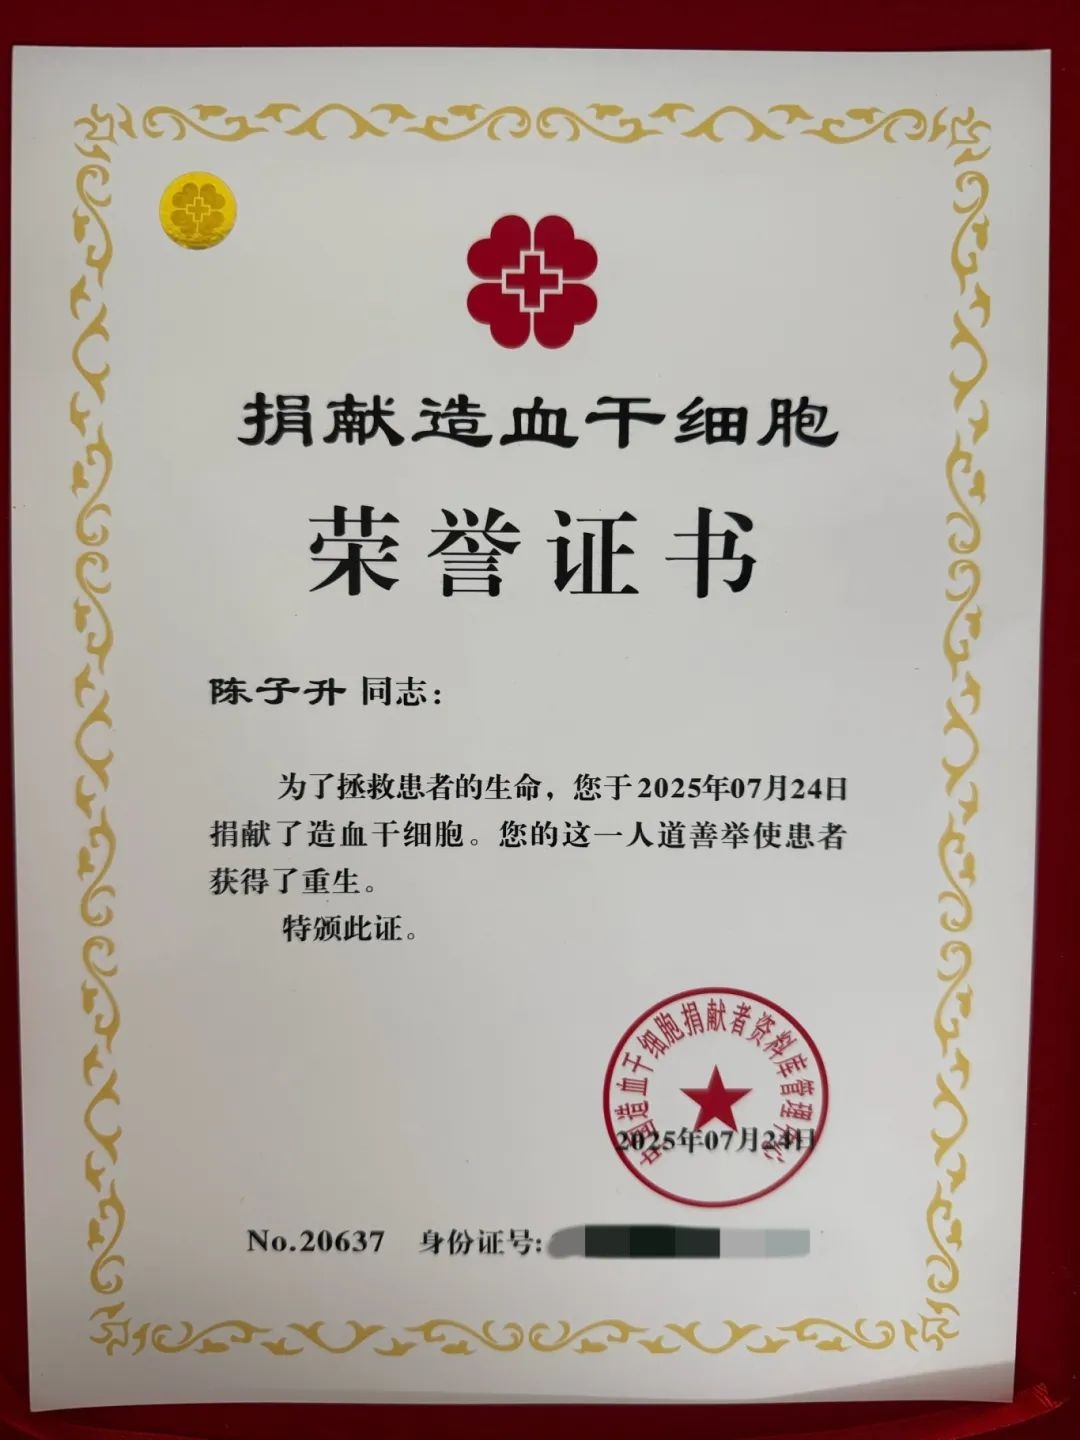 捐献造血干细胞
荣誉证书
陈子升 同志：
为了拯救患者的生命，您于2025年07月24日
捐献了造血干细胞。您的这一人道善举使患者
获得了重生。
特颁此证。
中国造血干细胞捐献者资料库管理中心
2025年07月24日
No.20637 身份证号: